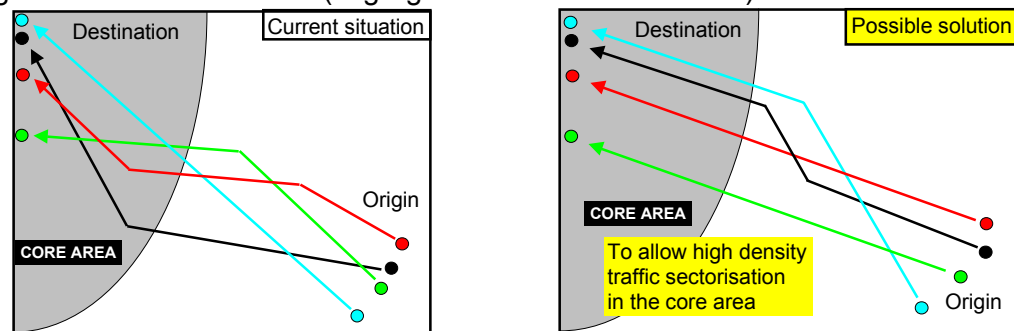 Destination
Current situation
Origin
CORE AREA
Destination
Possible solution
CORE AREA
To allow high density
traffic sectorisation
in the core area
Origin